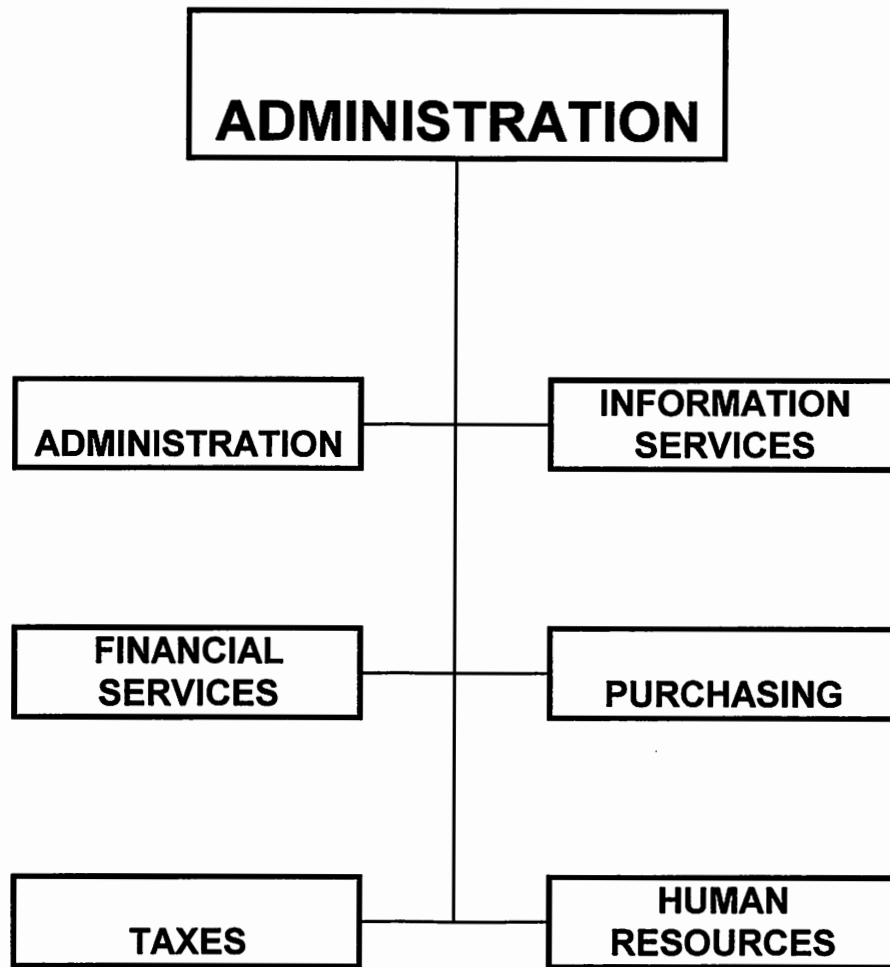 ADMINISTRATION
ADMINISTRATION
INFORMATION
SERVICES
FINANCIAL
SERVICES
PURCHASING
TAXES
HUMAN
RESOURCES